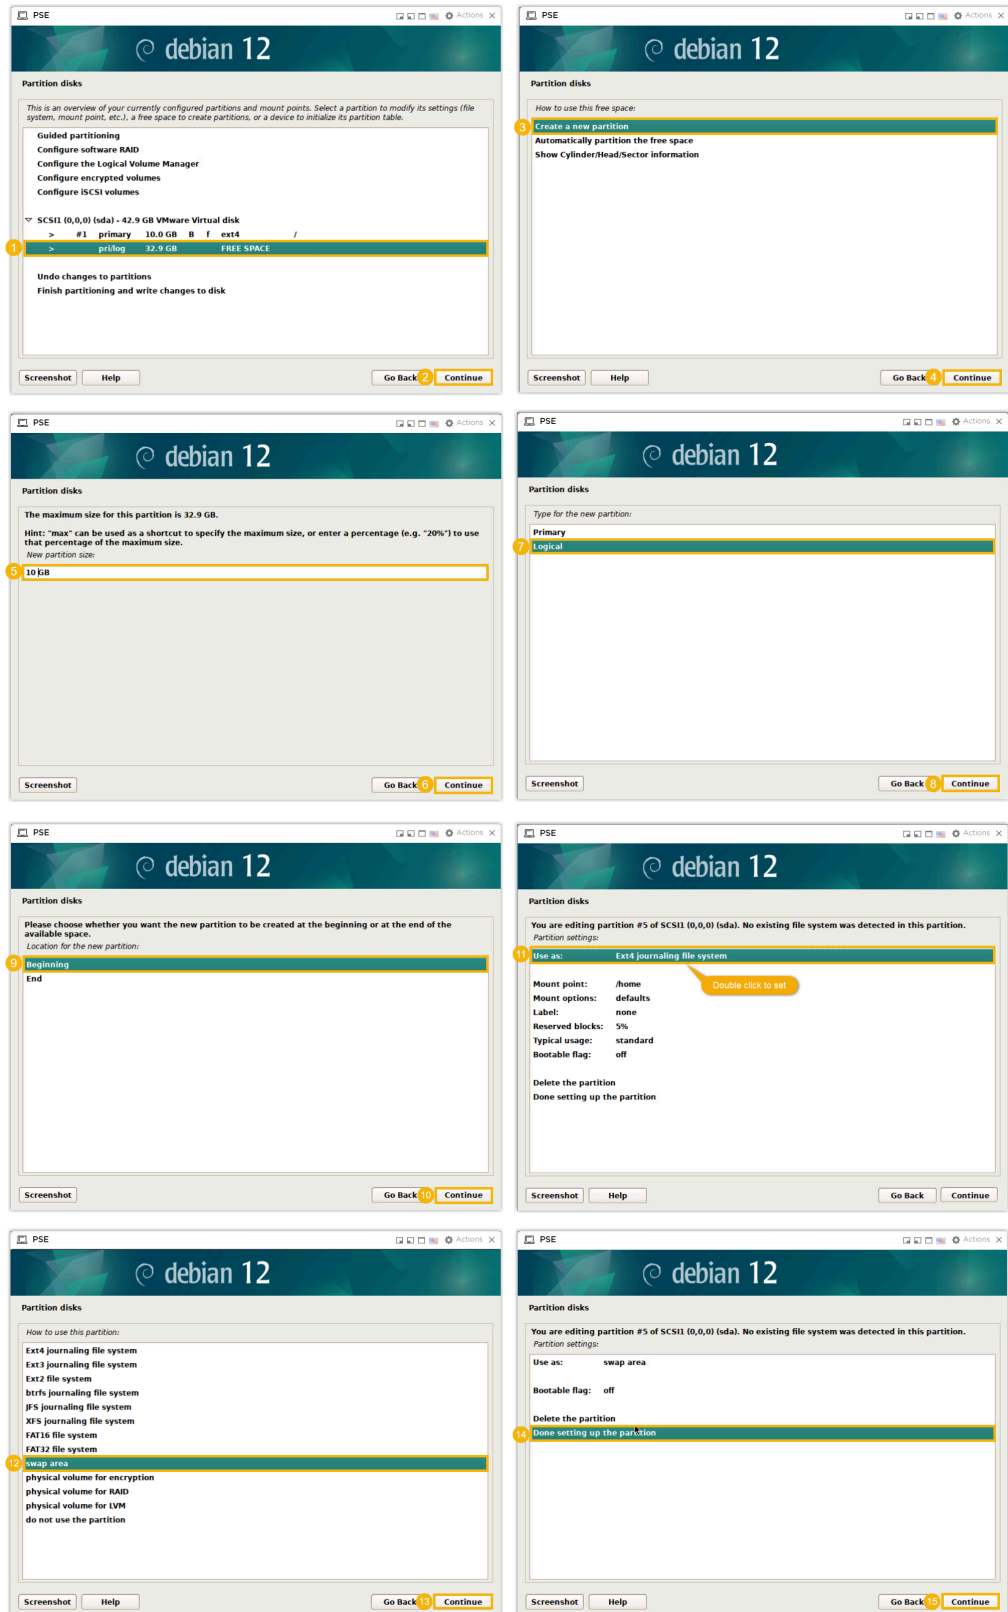 PSE
Actions
debian 12
Partition disks
This is an overview of your currently configured partitions and mount points. Select a partition to modify its settings (file
system, mount point, etc.), a free space to create partitions, or a device to initialize its partition table.
Guided partitioning
Configure software RAID
Configure the Logical Volume Manager
Configure encrypted volumes
Configure iSCSI volumes
SCSI1 (0,0,0) (sda) - 42.9 GB VMware Virtual disk
> #1 primary 10.0 GB B f ext4 /
1 > pri/log 32.9 GB FREE SPACE
Undo changes to partitions
Finish partitioning and write changes to disk
Screenshot Help Go Back 2 Continue
PSE
Actions
debian 12
Partition disks
How to use this free space:
3 Create a new partition
Automatically partition the free space
Show Cylinder/Head/Sector information
Screenshot Help Go Back 4 Continue
PSE
Actions
debian 12
Partition disks
The maximum size for this partition is 32.9 GB.
Hint: "max" can be used as a shortcut to specify the maximum size, or enter a percentage (e.g. "20%") to use
that percentage of the maximum size.
New partition size:
5 10 GB
Screenshot Go Back 6 Continue
PSE
Actions
debian 12
Partition disks
Type for the new partition:
Primary
7 Logical
Screenshot Go Back 8 Continue
PSE
Actions
debian 12
Partition disks
Please choose whether you want the new partition to be created at the beginning or at the end of the
available space.
Location for the new partition:
9 Beginning
End
Screenshot Go Back 10 Continue
PSE
Actions
debian 12
Partition disks
You are editing partition #5 of SCSI1 (0,0,0) (sda). No existing file system was detected in this partition.
Partition settings:
11 Use as: Ext4 journaling file system
Double click to set
Mount point: /home
Mount options: defaults
Label: none
Reserved blocks: 5%
Typical usage: standard
Bootable flag: off
Delete the partition
Done setting up the partition
Screenshot Help Go Back Continue
PSE
Actions
debian 12
Partition disks
How to use this partition:
Ext4 journaling file system
Ext3 journaling file system
Ext2 file system
btrfs journaling file system
JFS journaling file system
XFS journaling file system
FAT16 file system
FAT32 file system
12 swap area
physical volume for encryption
physical volume for RAID
physical volume for LVM
do not use the partition
Screenshot Help Go Back 13 Continue
PSE
Actions
debian 12
Partition disks
You are editing partition #5 of SCSI1 (0,0,0) (sda). No existing file system was detected in this partition.
Partition settings:
Use as: swap area
Bootable flag: off
Delete the partition
14 Done setting up the partition
Screenshot Help Go Back 15 Continue